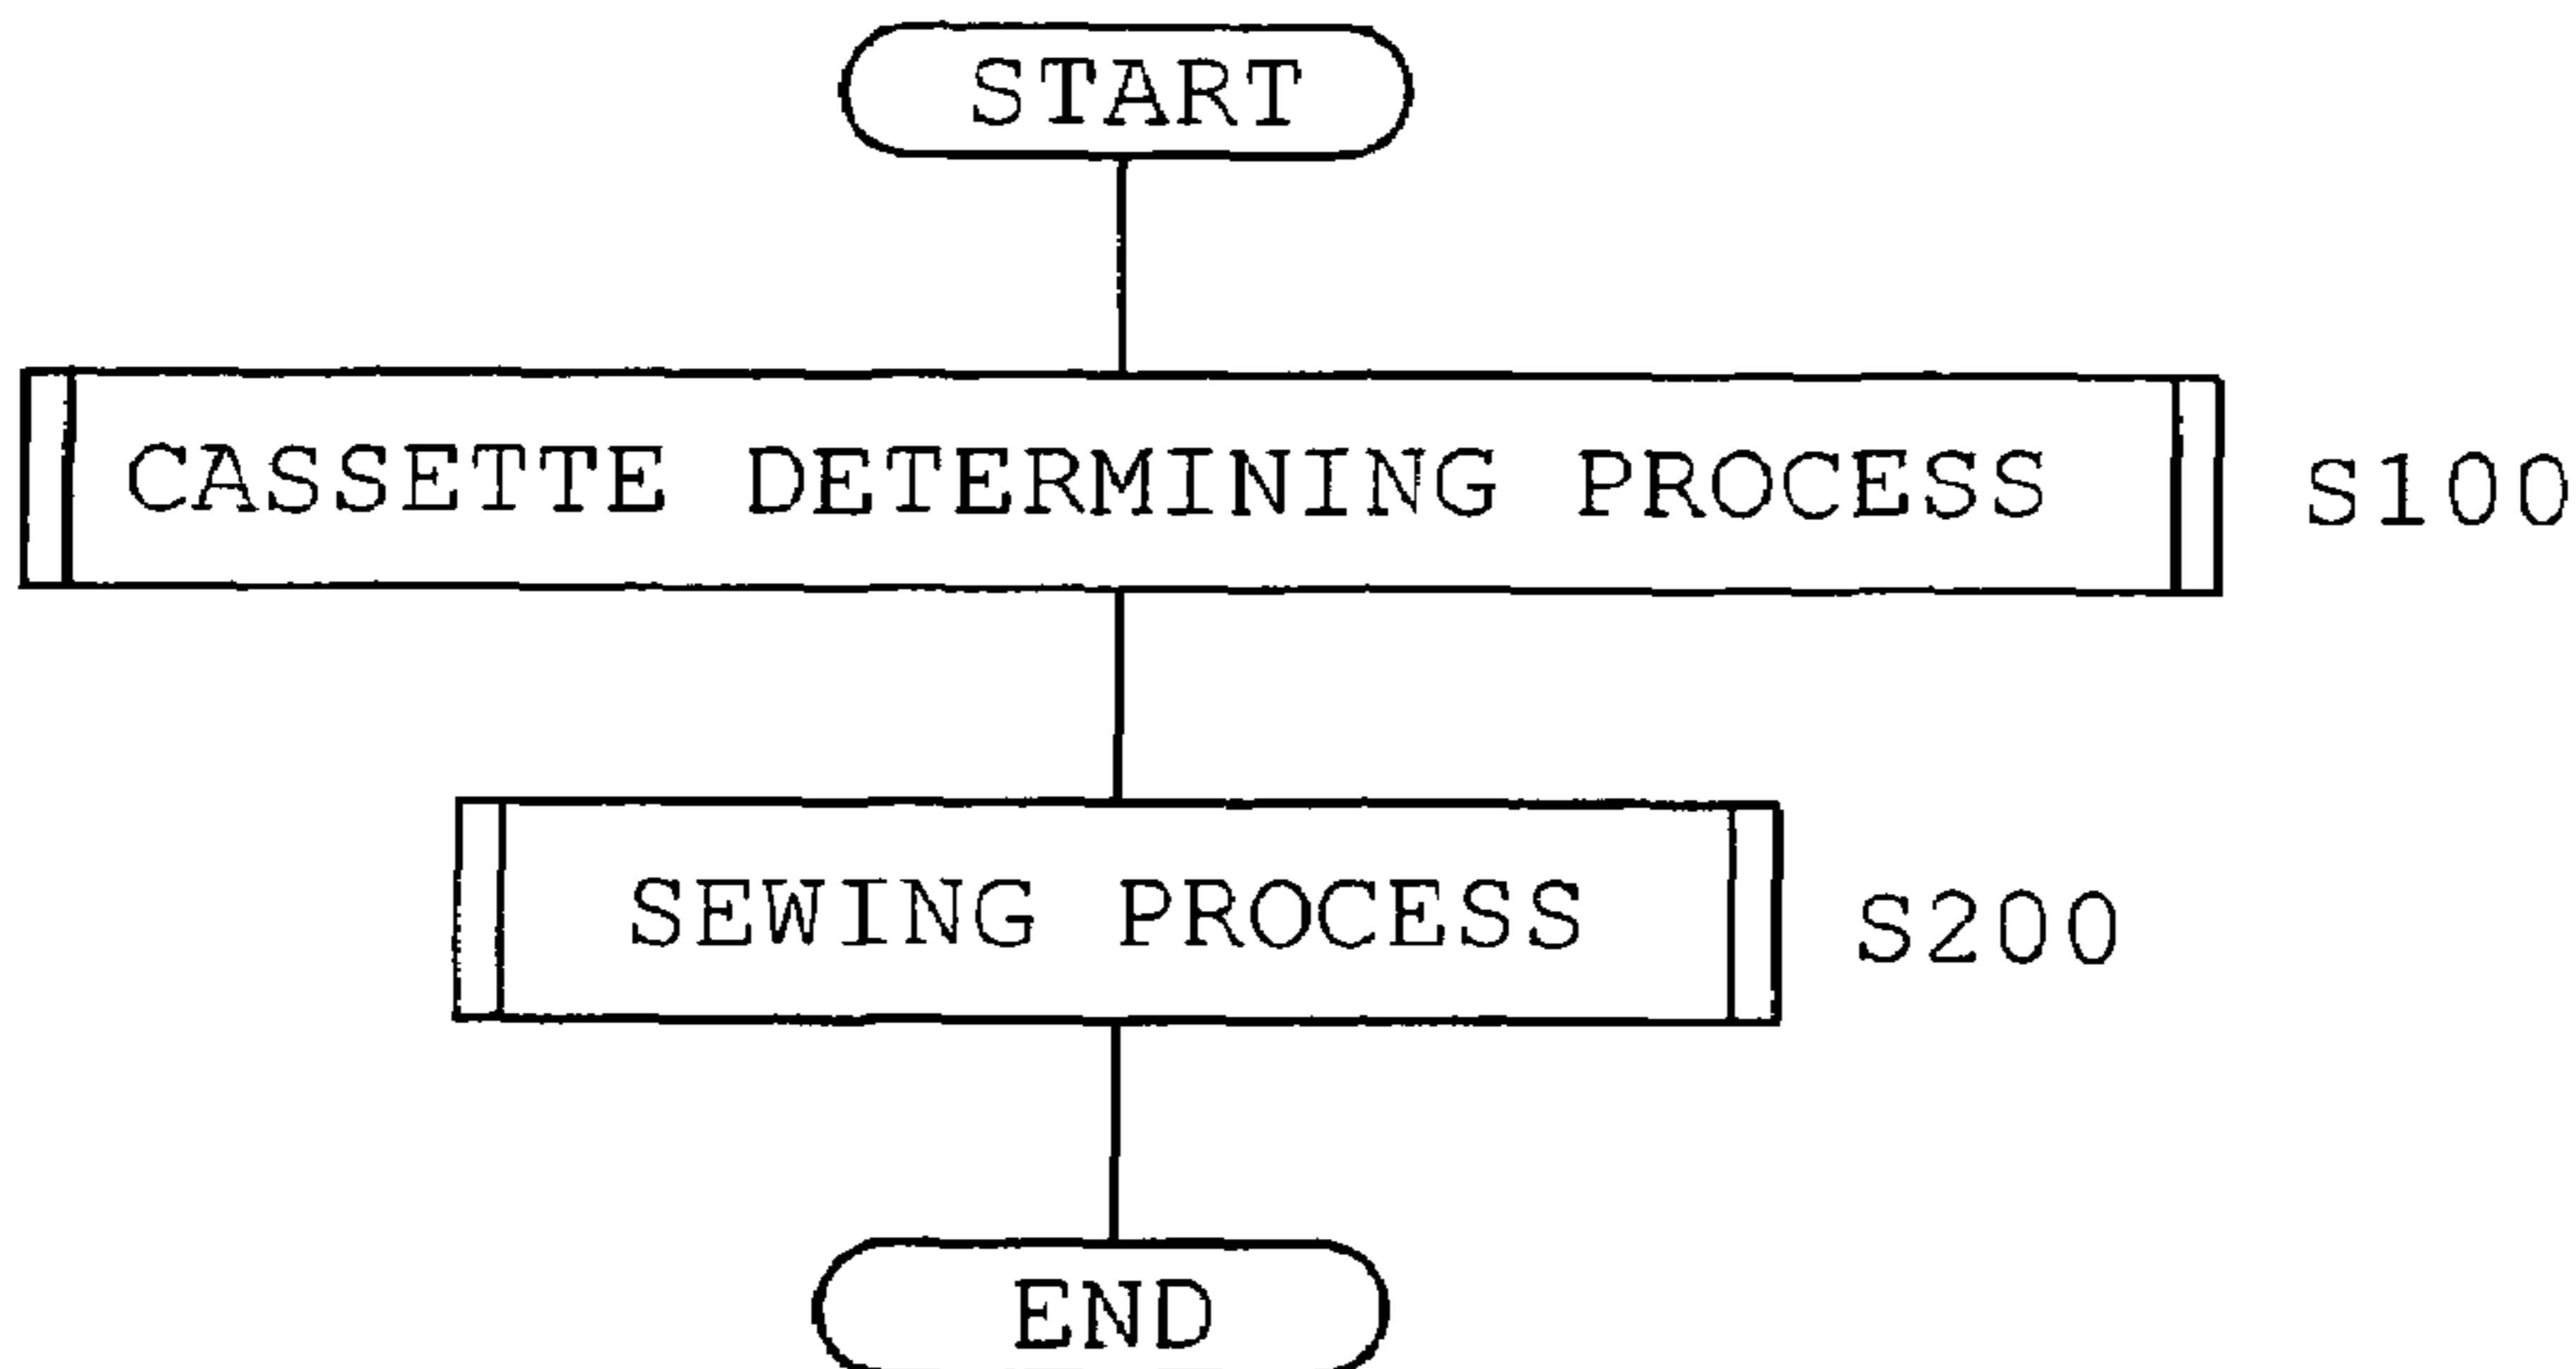 START
CASSETTE DETERMINING PROCESS S100
SEWING PROCESS S200
END